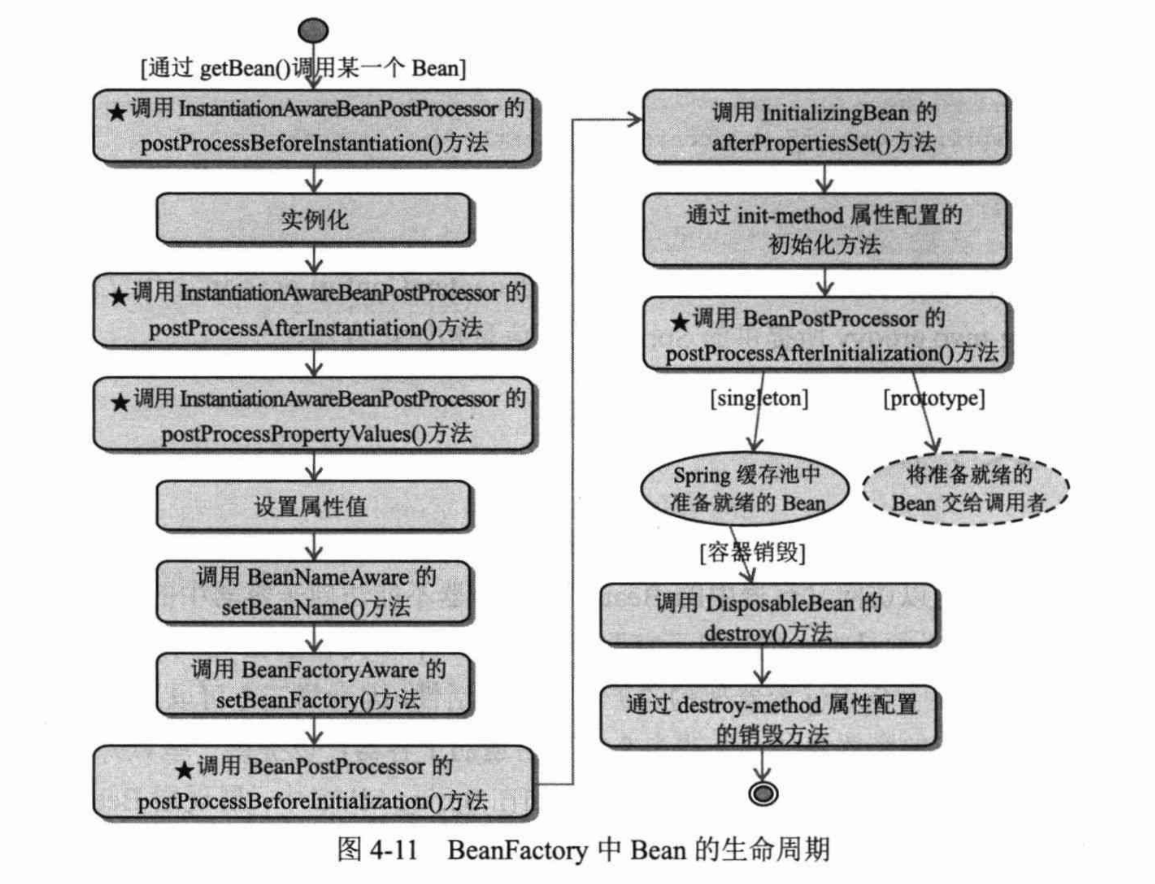 [通过 getBean()调用某一个 Bean]
★调用 InstantiationAwareBeanPostProcessor 的
postProcessBeforeInstantiation()方法
实例化
★调用 InstantiationAwareBeanPostProcessor 的
postProcessAfterInstantiation()方法
★调用 InstantiationAwareBeanPostProcessor 的
postProcessPropertyValues()方法
设置属性值
调用 BeanNameAware 的
setBeanName()方法
调用 BeanFactoryAware 的
setBeanFactory()方法
★调用 BeanPostProcessor 的
postProcessBeforeInitialization()方法
调用 InitializingBean 的
afterPropertiesSet()方法
通过 init-method 属性配置的
初始化方法
★调用 BeanPostProcessor 的
postProcessAfterInitialization()方法
[singleton]
[prototype]
Spring 缓存池中
准备就绪的 Bean
将准备就绪的
Bean 交给调用者
[容器销毁]
调用 DisposableBean 的
destroy()方法
通过 destroy-method 属性配置
的销毁方法
图 4-11 BeanFactory 中 Bean 的生命周期